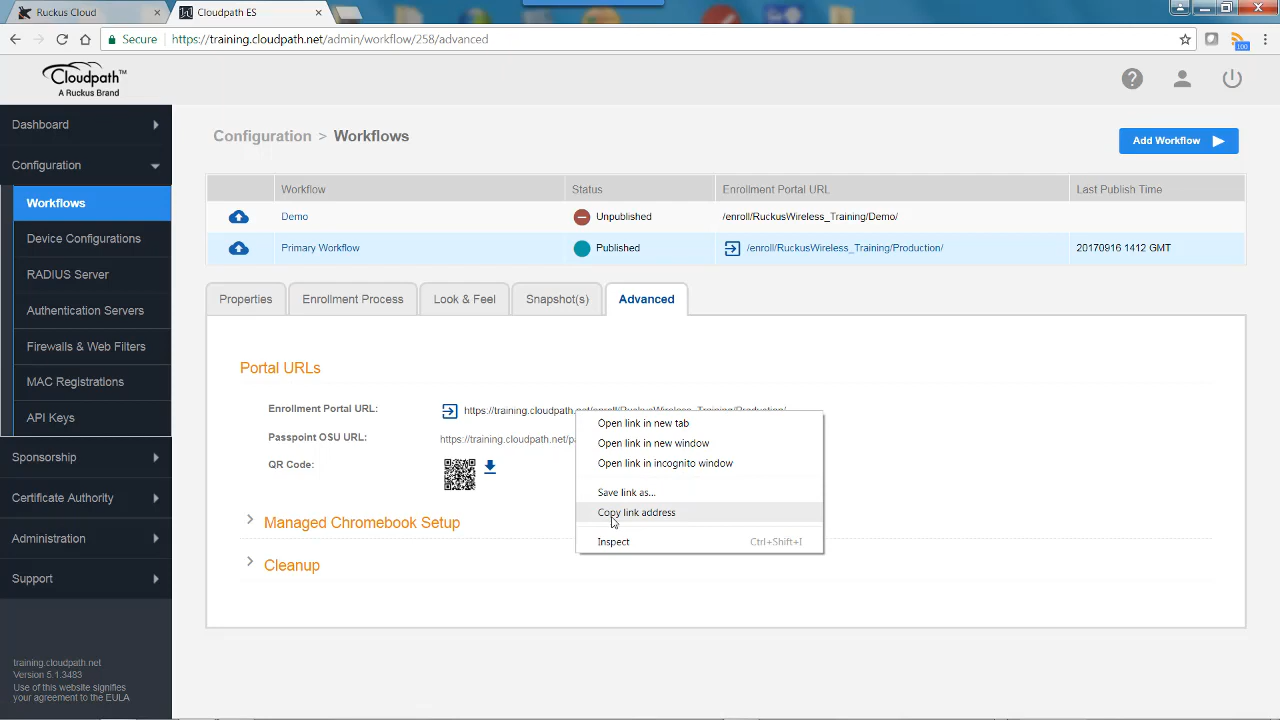 Ruckus Cloud
Cloudpath ES
Secure
https://training.cloudpath.net/admin/workflow/258/advanced
100
Cloudpath™
A Ruckus Brand
Dashboard
Configuration
Workflows
Device Configurations
RADIUS Server
Authentication Servers
Firewalls & Web Filters
MAC Registrations
API Keys
Sponsorship
Certificate Authority
Administration
Support
training.cloudpath.net
Version 5.1.3483
Use of this website signifies
your agreement to the EULA
Configuration > Workflows
Add Workflow
Workflow Status Enrollment Portal URL Last Publish Time
Demo Unpublished /enroll/RuckusWireless_Training/Demo/
Primary Workflow Published /enroll/RuckusWireless_Training/Production/ 20170916 1412 GMT
Properties Enrollment Process Look & Feel Snapshot(s) Advanced
Portal URLs
Enrollment Portal URL: https://training.cloudpath.net/enroll/RuckusWireless_Training/Production/
Passpoint OSU URL: https://training.cloudpath.net/p
QR Code:
Managed Chromebook Setup
Cleanup
Open link in new tab
Open link in new window
Open link in incognito window
Save link as...
Copy link address
Inspect Ctrl+Shift+I